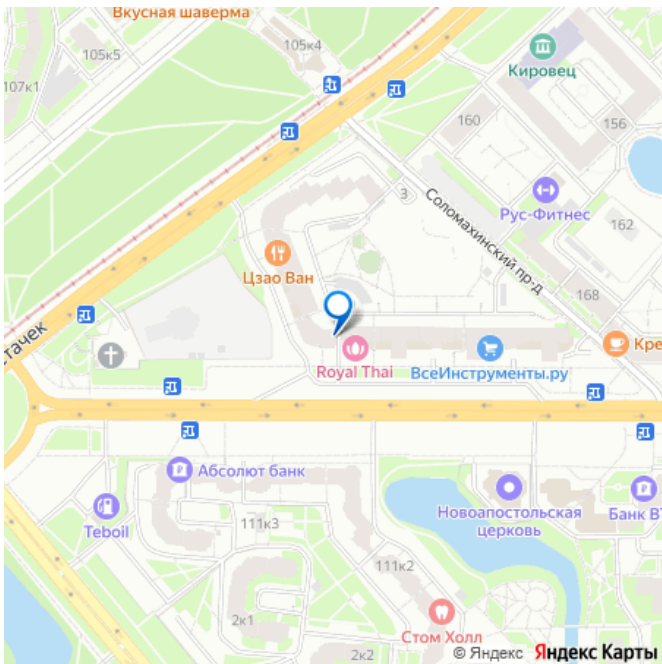 Вкусная шаверма
105к4
105к5
107к1
Кировец
160
156
Рус-Фитнес
3
Соломахинский пр-д
162
Цзао Ван
168
стачек
Royal Thai
ВсеИнструменты.ру
Кре
Абсолют банк
Teboil
111к3
Новоапостольская
церковь
Банк ВТ
111к2
2к1
Стом Холл
2к2
© Яндекс Яндекс Карты